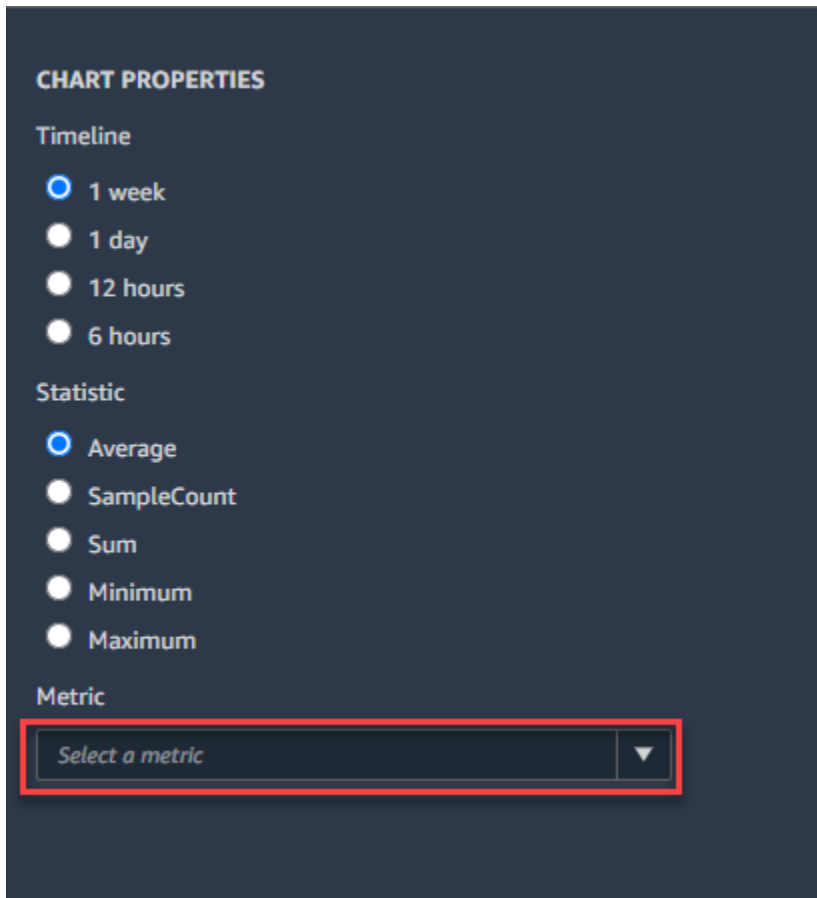 CHART PROPERTIES
Timeline
1 week
1 day
12 hours
6 hours
Statistic
Average
SampleCount
Sum
Minimum
Maximum
Metric
Select a metric